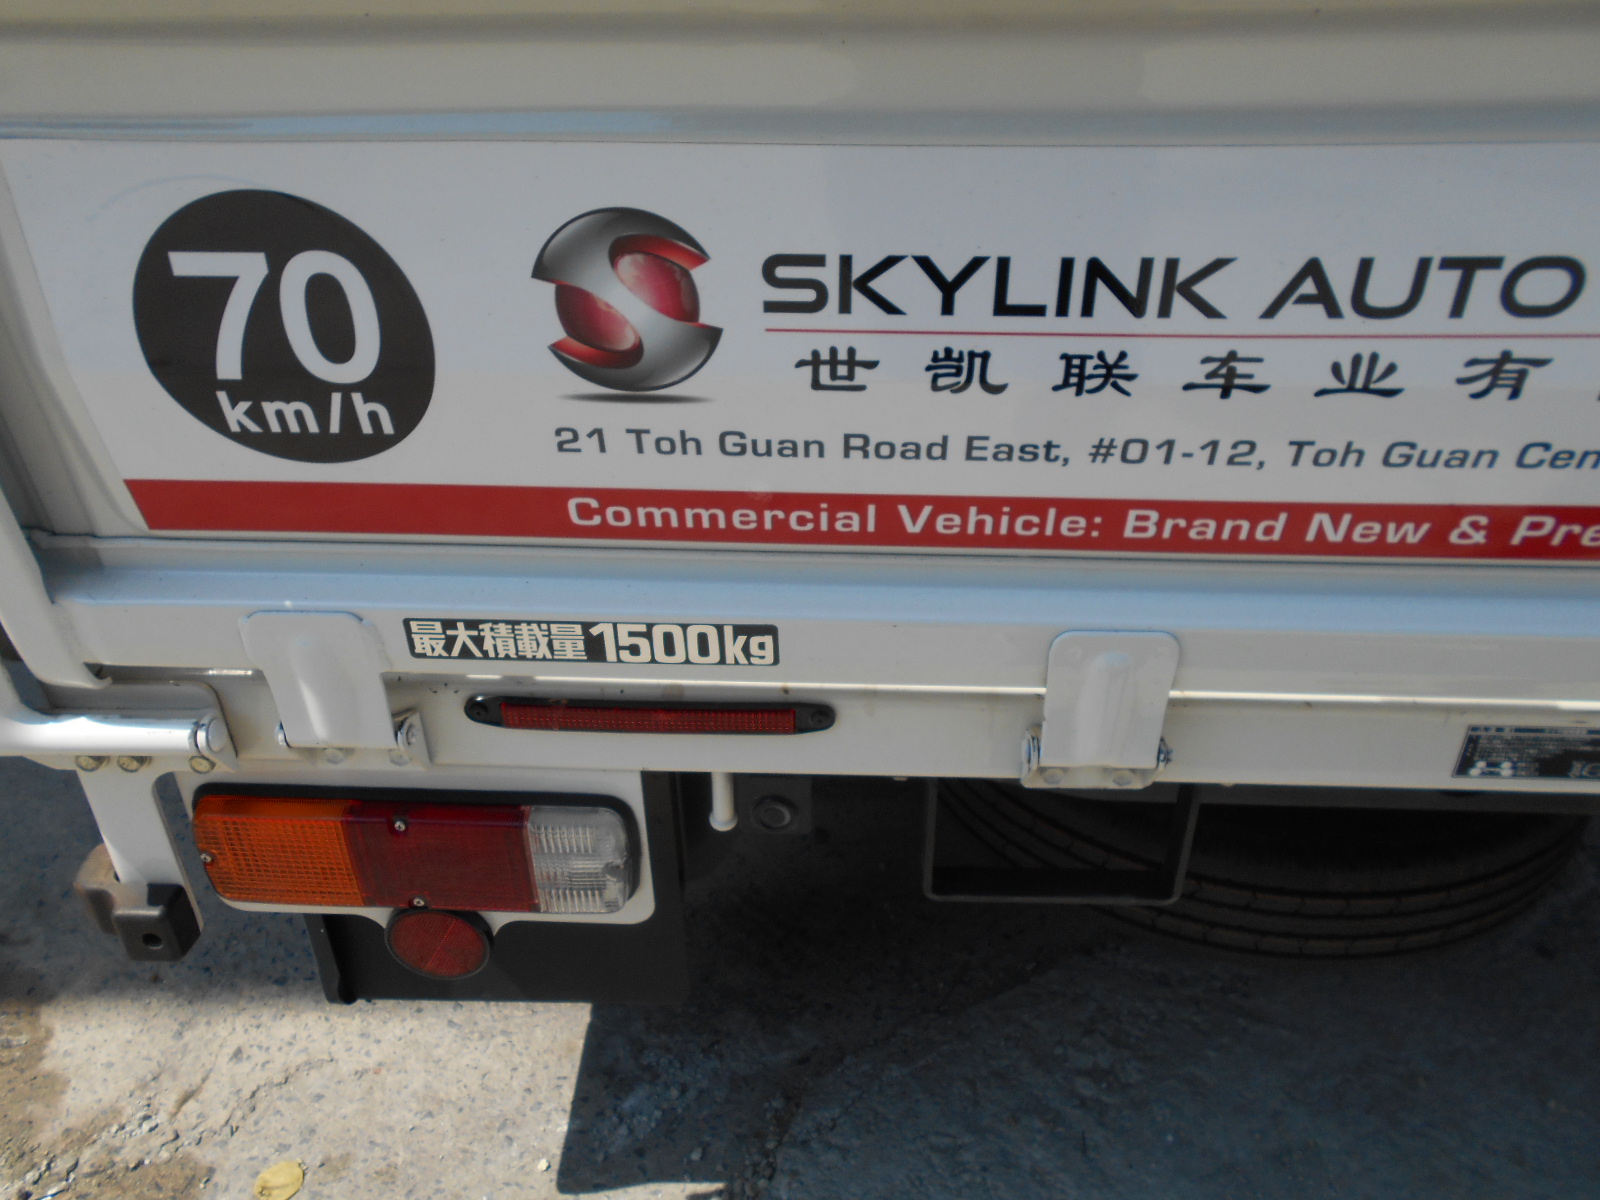 70
km/h
SKYLINK AUTO
世凯联车业有
21 Toh Guan Road East, #01-12, Toh Guan Cen
Commercial Vehicle: Brand New & Pre
最大積載量1500kg